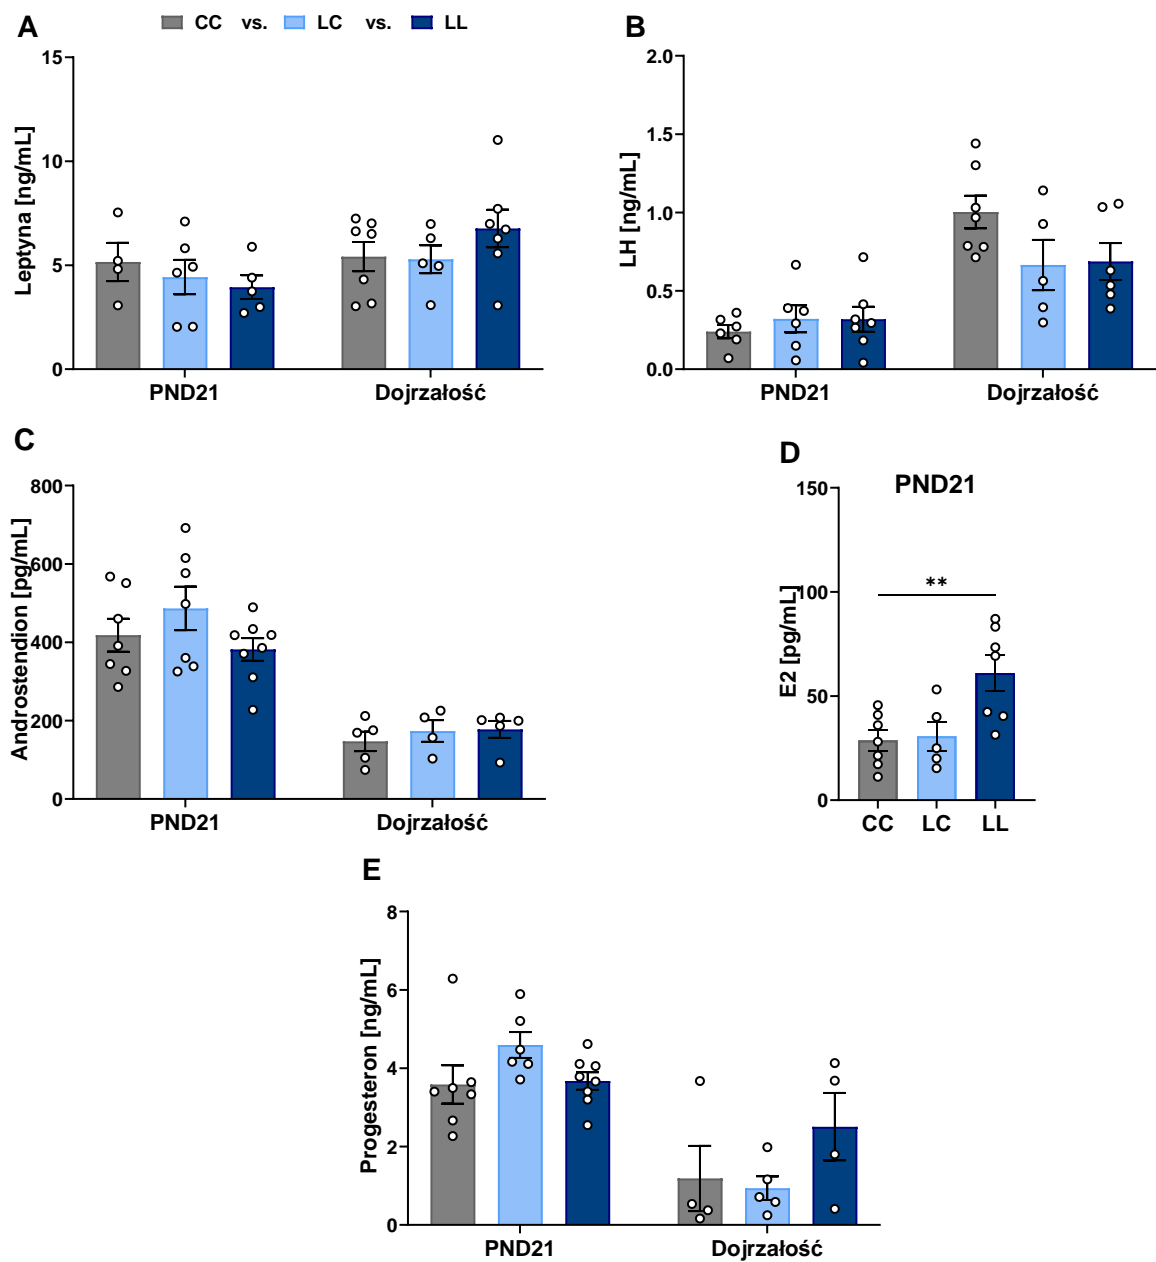 A
CC vs. LC vs. LL
Leptyna [ng/mL]
15
10
5
0
PND21 Dojrzałość
B
LH [ng/mL]
2.0
1.5
1.0
0.5
0.0
PND21 Dojrzałość
C
Androstendion [pg/mL]
800
600
400
200
0
PND21 Dojrzałość
D
PND21
E2 [pg/mL]
150
100
50
0
**
CC LC LL
E
Progesteron [ng/mL]
8
6
4
2
0
PND21 Dojrzałość